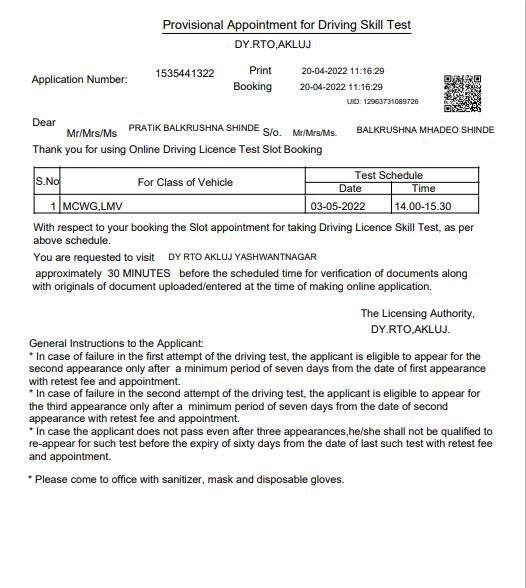 Provisional Appointment for Driving Skill Test
DY.RTO,AKLUJ
Application Number: 1535441322 Print 20-04-2022 11:16:29
Booking 20-04-2022 11:16:29
UID: 12963731089726
Dear Mr/Mrs/Ms PRATIK BALKRUSHNA SHINDE S/o. Mr/Mrs/Ms. BALKRUSHNA MHADEO SHINDE
Thank you for using Online Driving Licence Test Slot Booking
S.No For Class of Vehicle Test Schedule
Date Time
1 MCWG,LMV 03-05-2022 14.00-15.30
With respect to your booking the Slot appointment for taking Driving Licence Skill Test, as per
above schedule.
You are requested to visit DY RTO AKLUJ YASHWANTNAGAR
approximately 30 MINUTES before the scheduled time for verification of documents along
with originals of document uploaded/entered at the time of making online application.
The Licensing Authority,
DY.RTO,AKLUJ.
General Instructions to the Applicant:
* In case of failure in the first attempt of the driving test, the applicant is eligible to appear for the
second appearance only after a minimum period of seven days from the date of first appearance
with retest fee and appointment.
* In case of failure in the second attempt of the driving test, the applicant is eligible to appear for
the third appearance only after a minimum period of seven days from the date of second
appearance with retest fee and appointment.
* In case the applicant does not pass even after three appearances,he/she shall not be qualified to
re-appear for such test before the expiry of sixty days from the date of last such test with retest fee
and appointment.
* Please come to office with sanitizer, mask and disposable gloves.